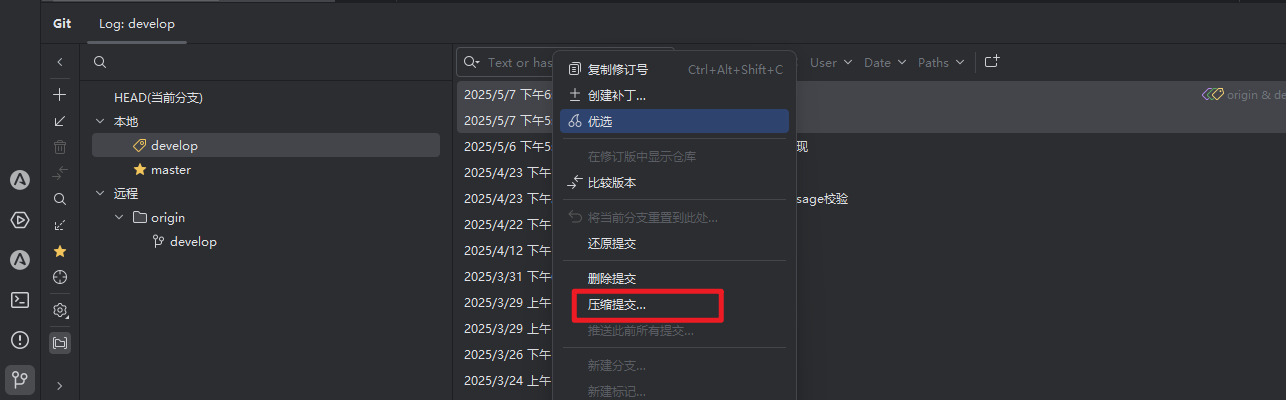 Git Log: develop
Text or has
User Date Paths
HEAD(当前分支)
本地
develop
master
远程
origin
develop
2025/5/7 下午6
origin & de
2025/5/7 下午5
2025/5/6 下午5
现
2025/4/23 下午
2025/4/23 下午
sage校验
2025/4/22 下午
2025/4/12 下午
2025/3/31 下午
2025/3/29 上午
2025/3/29 上午
2025/3/26 下午
2025/3/24 上午
复制修订号 Ctrl+Alt+Shift+C
创建补丁...
优选
在修订版中显示仓库
比较版本
将当前分支重置到此处...
还原提交
删除提交
压缩提交...
推送此前所有提交...
新建分支...
新建标记...